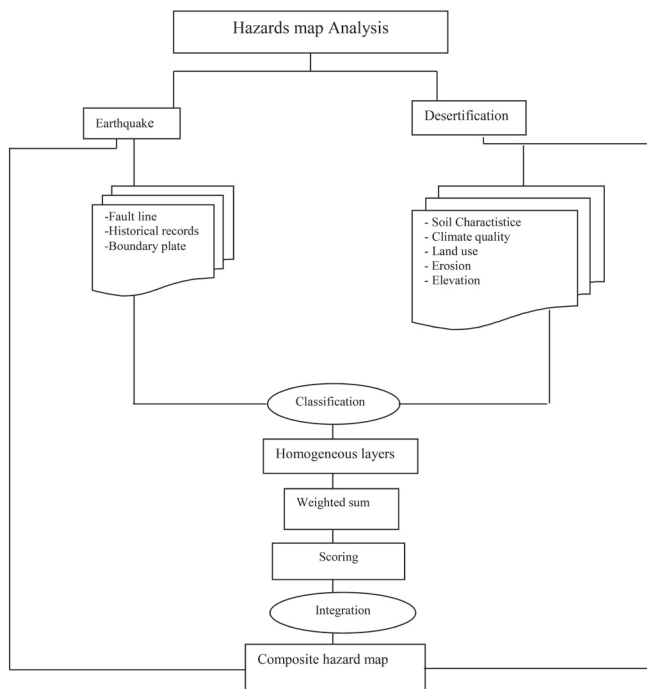 Hazards map Analysis
Earthquake
Desertification
-Fault line
-Historical records
-Boundary plate
- Soil Charactistice
- Climate quality
- Land use
- Erosion
- Elevation
Classification
Homogeneous layers
Weighted sum
Scoring
Integration
Composite hazard map